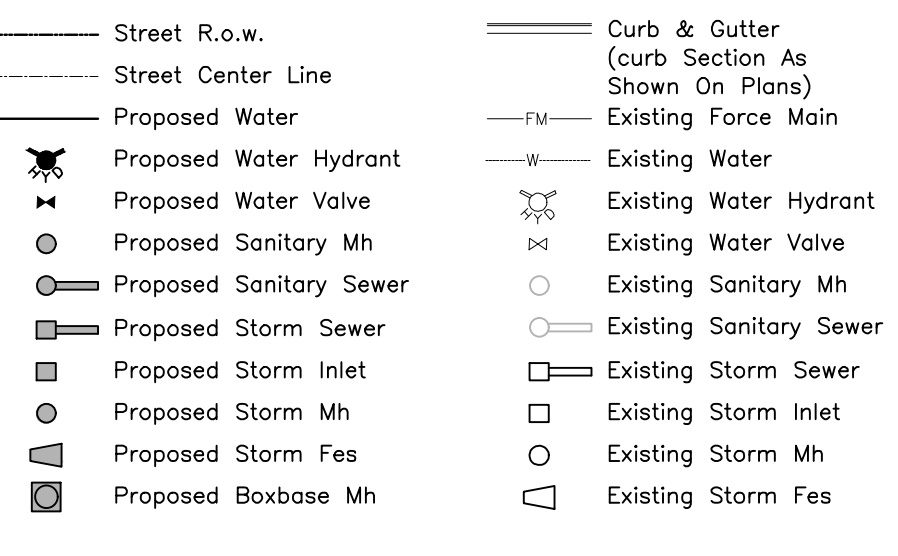 Street R.o.w.
Street Center Line
Proposed Water
HYD
Proposed Water Hydrant
Proposed Water Valve
Proposed Sanitary Mh
Proposed Sanitary Sewer
Proposed Storm Sewer
Proposed Storm Inlet
Proposed Storm Mh
Proposed Storm Fes
Proposed Boxbase Mh
Curb & Gutter
(curb Section As
Shown On Plans)
FM Existing Force Main
W Existing Water
HYD
Existing Water Hydrant
Existing Water Valve
Existing Sanitary Mh
Existing Sanitary Sewer
Existing Storm Sewer
Existing Storm Inlet
Existing Storm Mh
Existing Storm Fes